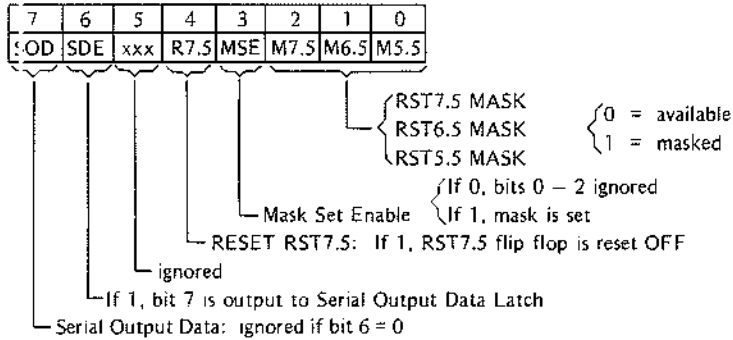 7 6 5 4 3 2 1 0
SOD SDE xxx R7.5 MSE M7.5 M6.5 M5.5
RST7.5 MASK
RST6.5 MASK
RST5.5 MASK
0 = available
1 = masked
Mask Set Enable
If 0, bits 0 – 2 ignored
If 1, mask is set
RESET RST7.5: If 1, RST7.5 flip flop is reset OFF
ignored
If 1, bit 7 is output to Serial Output Data Latch
Serial Output Data: ignored if bit 6 = 0